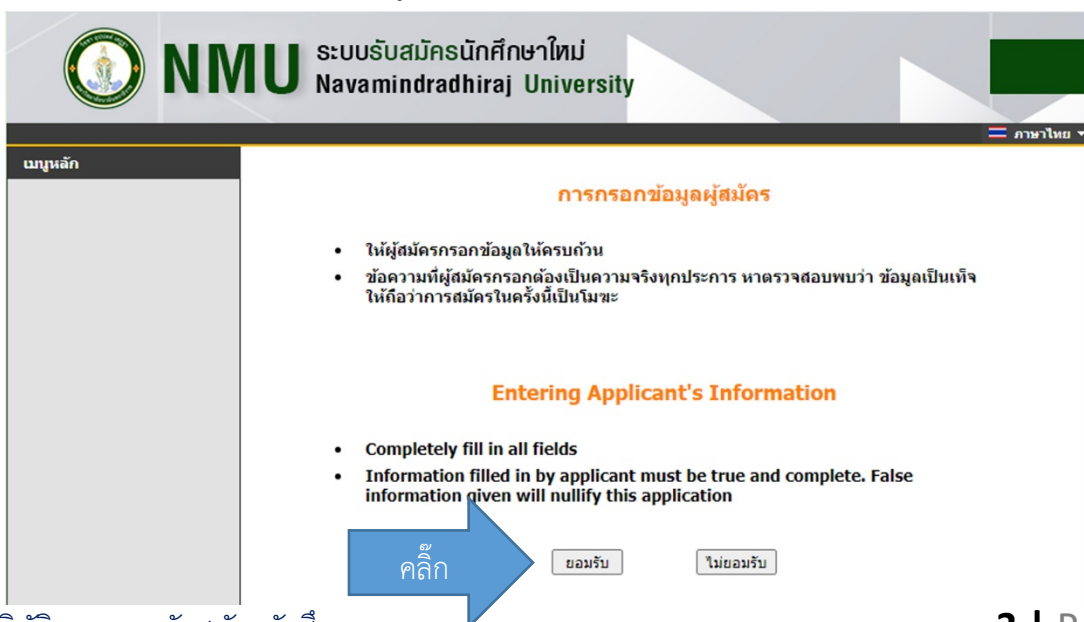 NMU
ระบบรับสมัครนักศึกษาใหม่
Navamindradhiraj University
ภาษาไทย
เมนูหลัก
การกรอกข้อมูลผู้สมัคร
• ให้ผู้สมัครกรอกข้อมูลให้ครบถ้วน
• ข้อความที่ผู้สมัครกรอกต้องเป็นความจริงทุกประการ หาตรวจสอบพบว่า ข้อมูลเป็นเท็จ
ให้ถือว่าการสมัครในครั้งนี้เป็นโมฆะ
Entering Applicant's Information
• Completely fill in all fields
• Information filled in by applicant must be true and complete. False
information given will nullify this application
คลิ๊ก
ยอมรับ
ไม่ยอมรับ